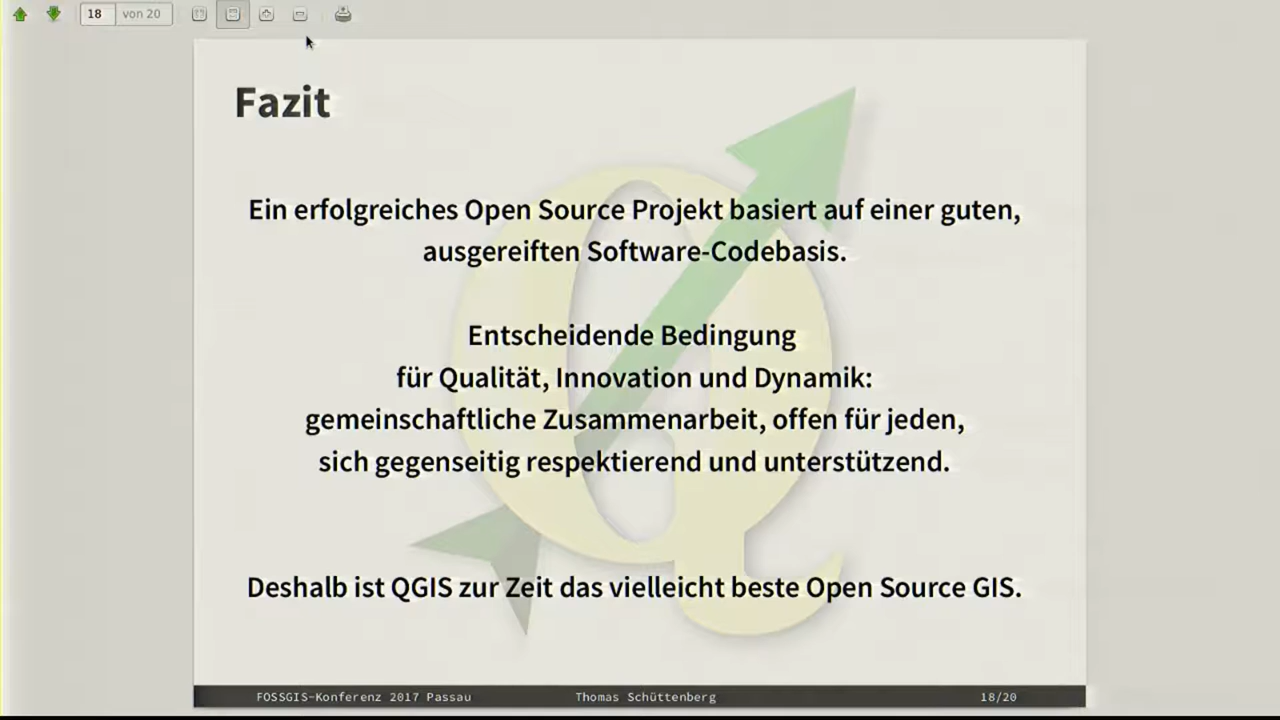 18 von 20
Fazit
Ein erfolgreiches Open Source Projekt basiert auf einer guten,
ausgereiften Software-Codebasis.
Entscheidende Bedingung
für Qualität, Innovation und Dynamik:
gemeinschaftliche Zusammenarbeit, offen für jeden,
sich gegenseitig respektierend und unterstützend.
Deshalb ist QGIS zur Zeit das vielleicht beste Open Source GIS.
FOSSGIS-Konferenz 2017 Passau Thomas Schüttenberg 18/20